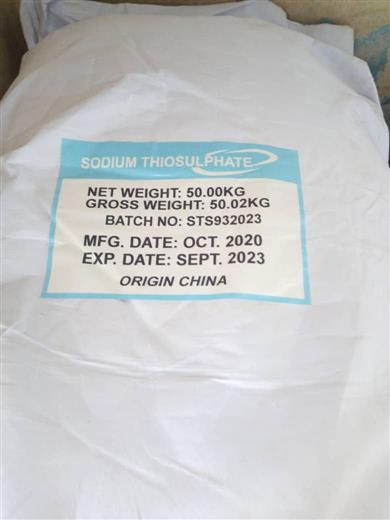 SODIUM THIOSULPHATE
NET WEIGHT: 50.00KG
GROSS WEIGHT: 50.02KG
BATCH NO: STS932023
MFG. DATE: OCT. 2020
EXP. DATE: SEPT. 2023
ORIGIN CHINA